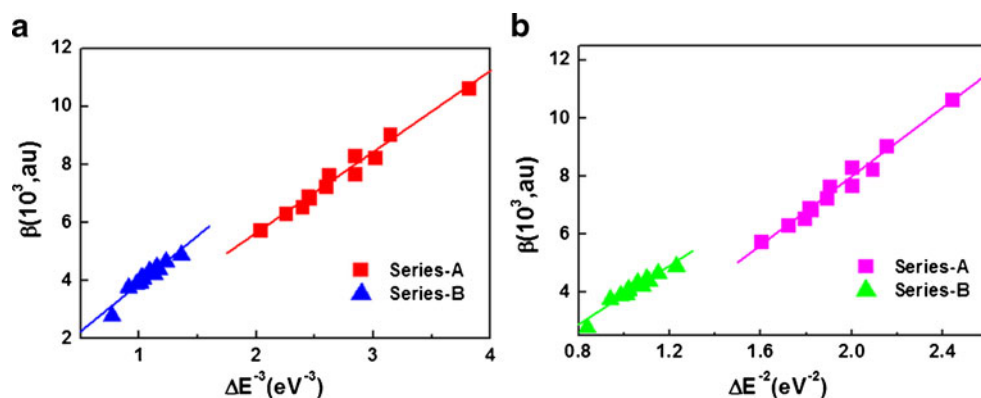 a
12
10
8
6
4
2
β(10³,au)
1
2
3
4
ΔE⁻³(eV⁻³)
Series-A
Series-B
b
12
10
8
6
4
β(10³,au)
0.8
1.2
1.6
2.0
2.4
ΔE⁻²(eV⁻²)
Series-A
Series-B